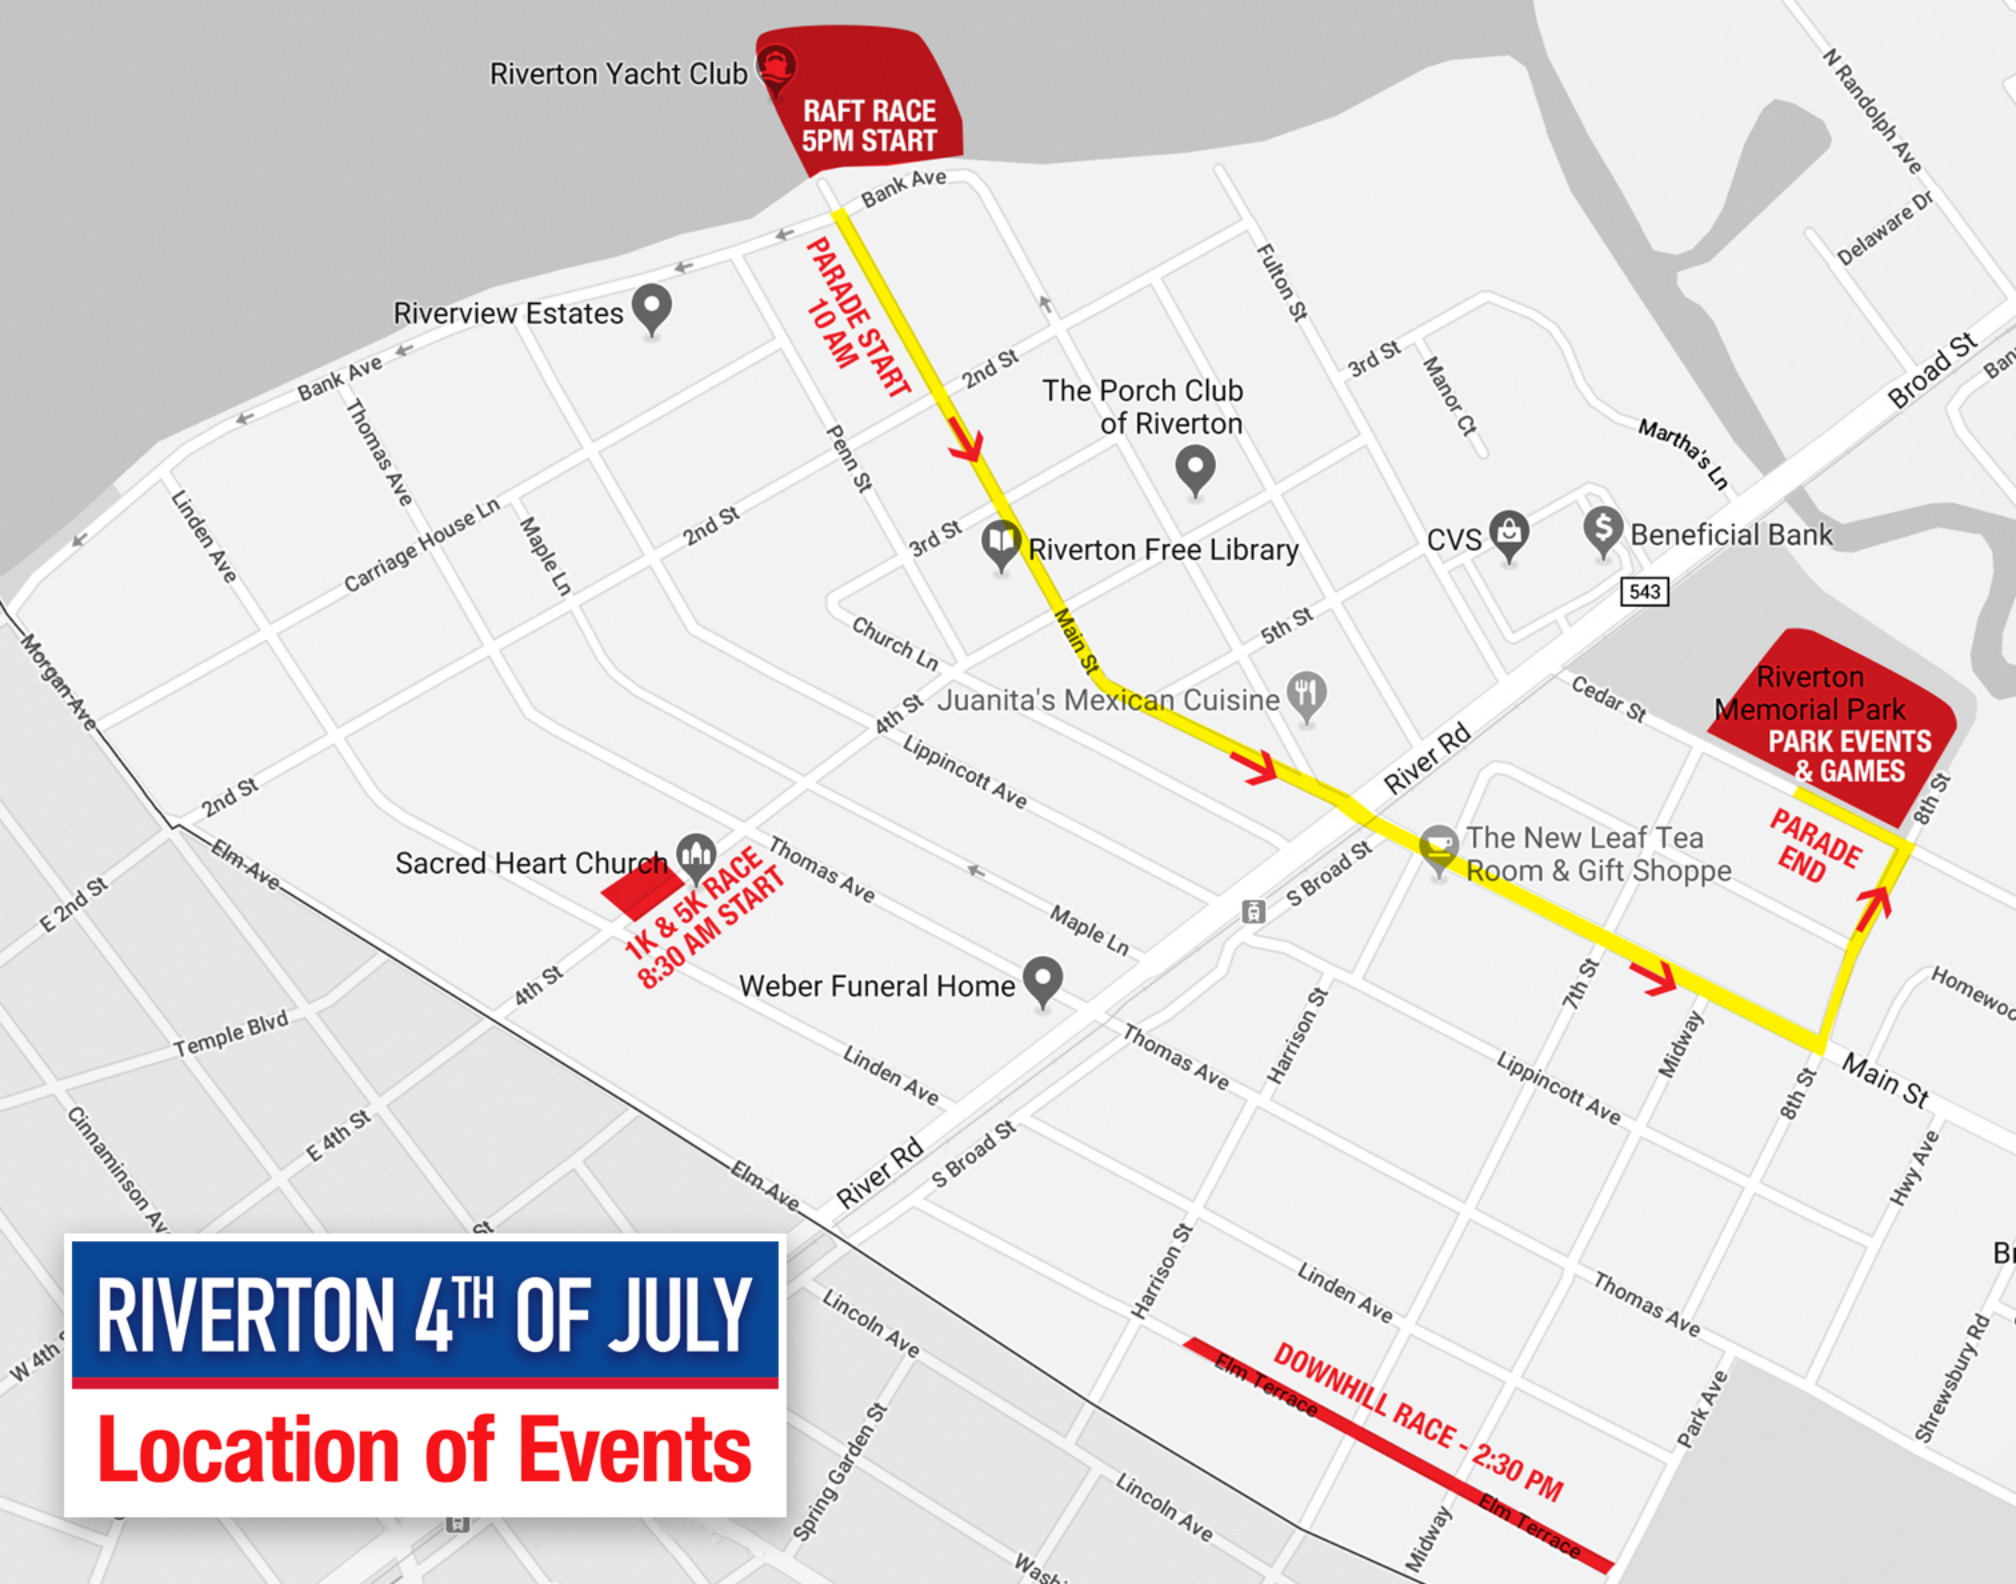 Riverton Yacht Club
RAFT RACE
5PM START
Bank Ave
N Randolph Ave
Delaware Dr
Broad St
PARADE START
10 AM
Fulton St
Riverview Estates
Bank Ave
2nd St
3rd St
Manor Ct
Martha's Ln
The Porch Club
of Riverton
Thomas Ave
Penn St
Linden Ave
Carriage House Ln
Maple Ln
2nd St
3rd St
Riverton Free Library
CVS
Beneficial Bank
543
Morgan Ave
Church Ln
Main St
5th St
4th St
Juanita's Mexican Cuisine
Cedar St
Riverton
Memorial Park
PARK EVENTS
& GAMES
River Rd
8th St
Lippincott Ave
2nd St
Elm Ave
Sacred Heart Church
Thomas Ave
1K & 5K RACE
8:30 AM START
S Broad St
The New Leaf Tea
Room & Gift Shoppe
PARADE
END
E 2nd St
Maple Ln
4th St
Weber Funeral Home
7th St
Homewoo
Temple Blvd
Linden Ave
Thomas Ave
Harrison St
Midway
Lippincott Ave
8th St
Main St
Cinnaminson Av
E 4th St
Elm Ave
River Rd
S Broad St
Hwy Ave
St
Harrison St
Linden Ave
Thomas Ave
Shrewsbury Rd
W 4th S
RIVERTON 4TH OF JULY
Location of Events
Lincoln Ave
Spring Garden St
Elm Terrace
DOWNHILL RACE - 2:30 PM
Elm Terrace
Park Ave
Lincoln Ave
Midway